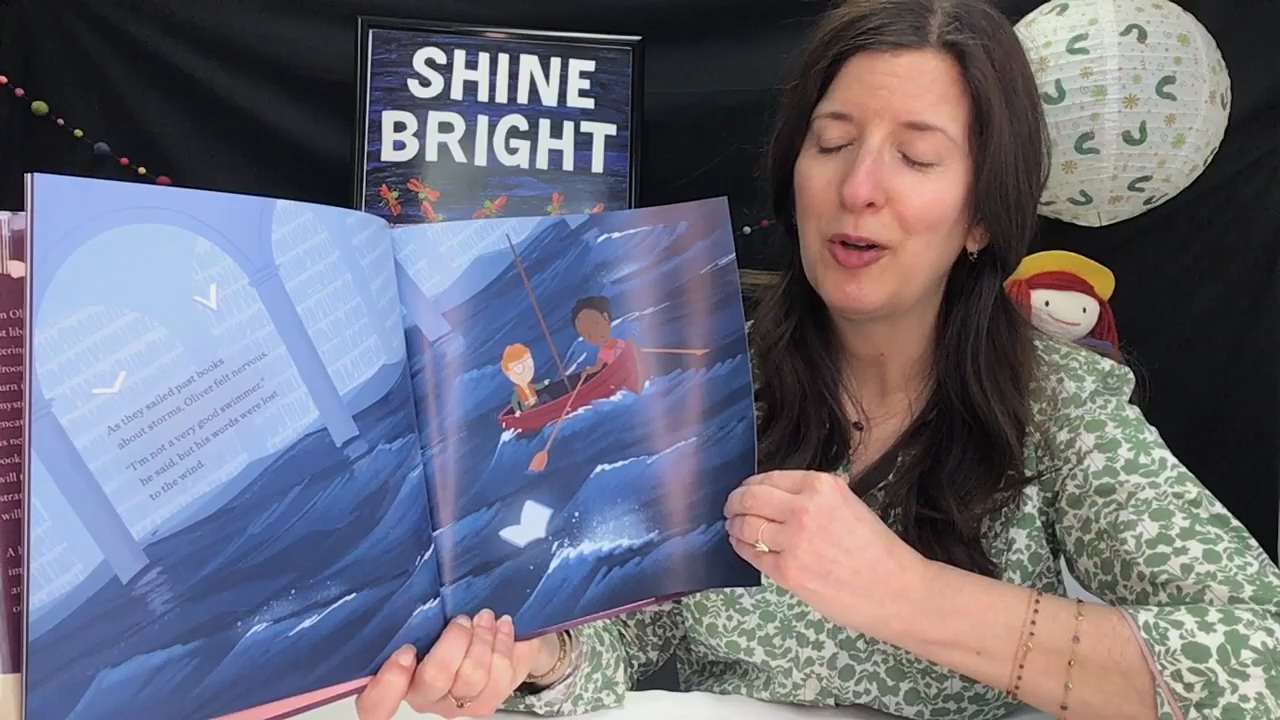 SHINE
BRIGHT
As they sailed past books
about storms, Oliver felt nervous.
"I'm not a very good swimmer,"
he said, but his words were lost
to the wind.